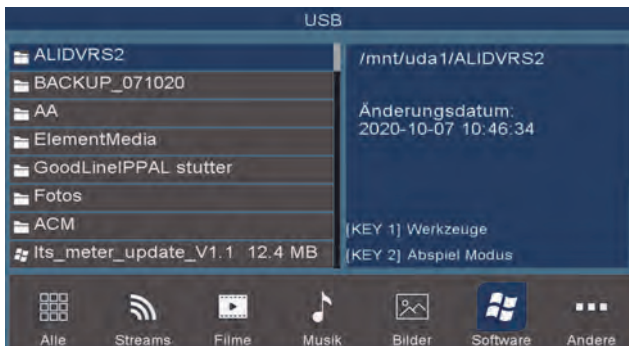 USB
ALIDVRS2
BACKUP_071020
AA
ElementMedia
GoodLineIPPAL stutter
Fotos
ACM
lts_meter_update_V1.1 12.4 MB
/mnt/uda1/ALIDVRS2
Änderungsdatum:
2020-10-07 10:46:34
[KEY 1] Werkzeuge
[KEY 2] Abspiel Modus
Alle Streams Filme Musik Bilder Software Andere